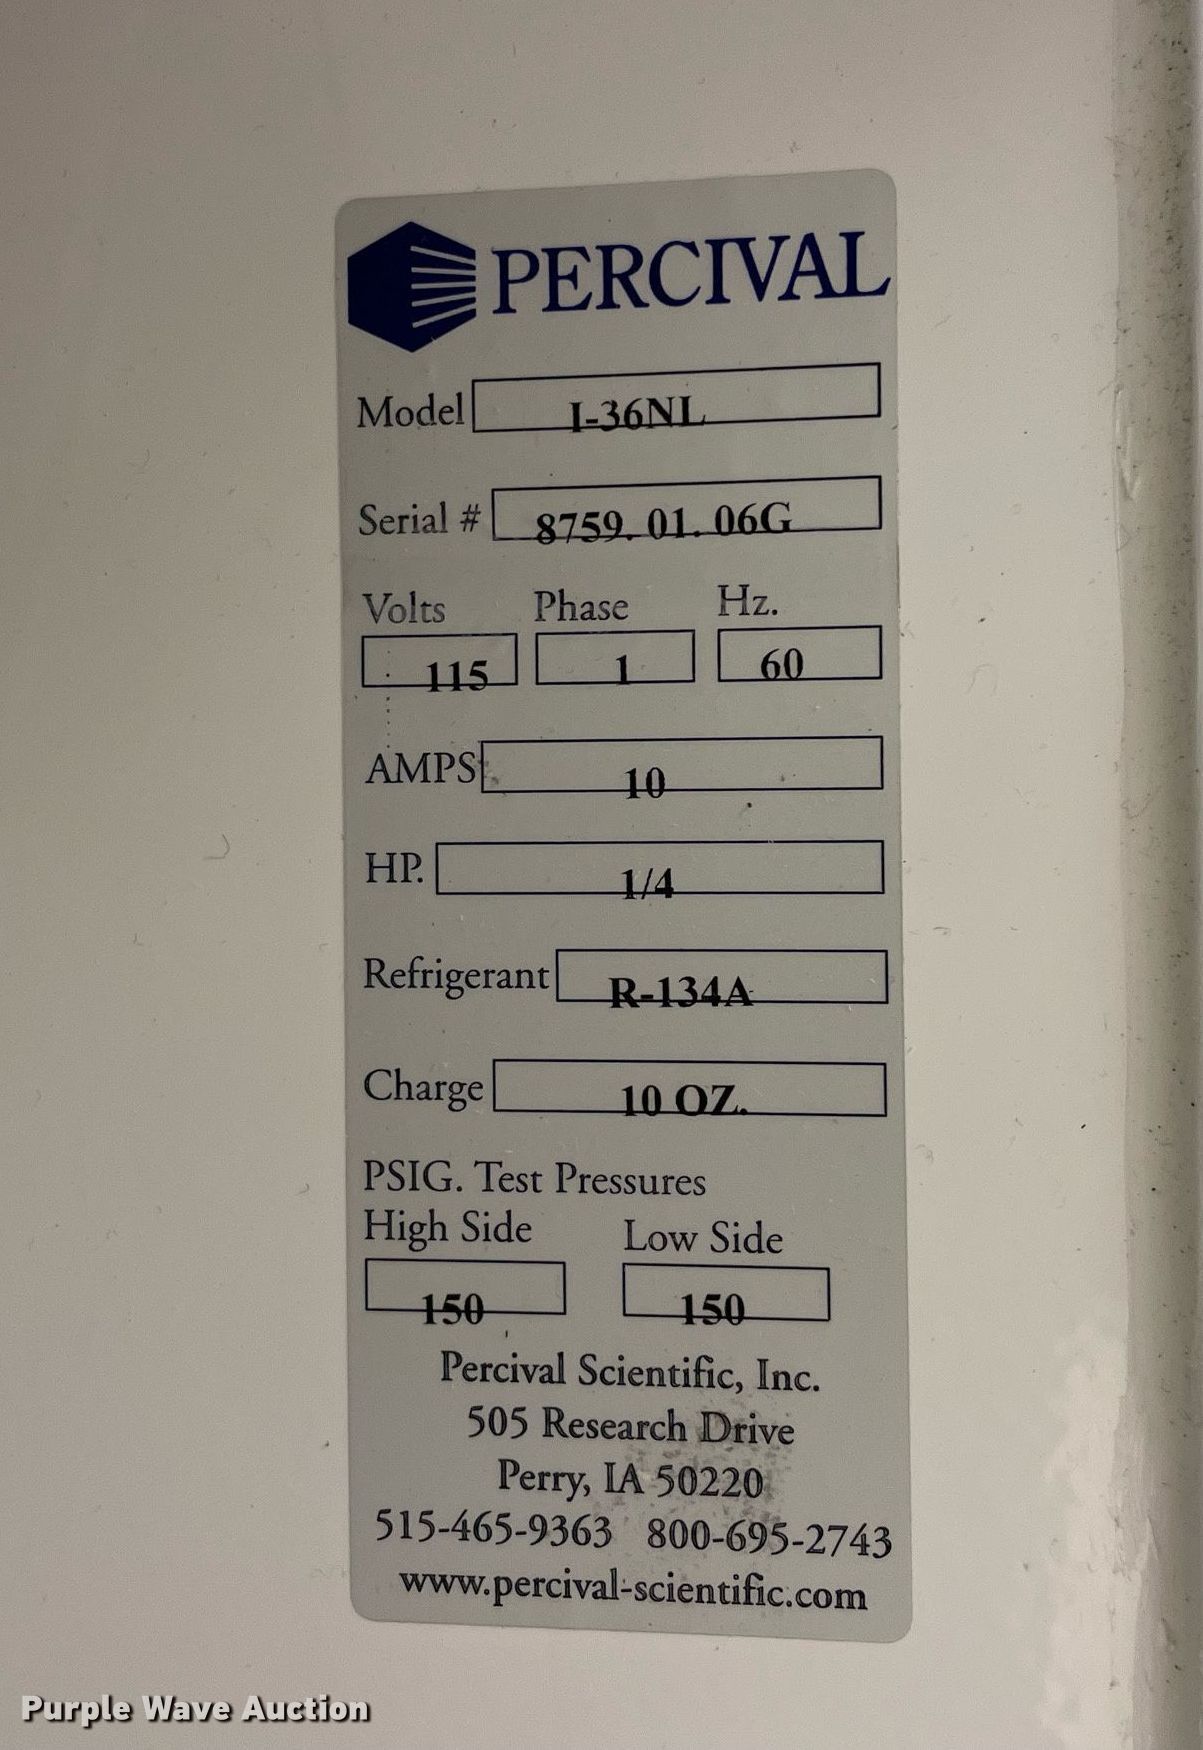 PERCIVAL
Model I-36NL
Serial # 8759. 01. 06G
Volts Phase Hz.
115 1 60
AMPS 10
HP. 1/4
Refrigerant R-134A
Charge 10 OZ.
PSIG. Test Pressures
High Side Low Side
150 150
Percival Scientific, Inc.
505 Research Drive
Perry, IA 50220
515-465-9363 800-695-2743
www.percival-scientific.com
Purple Wave Auction